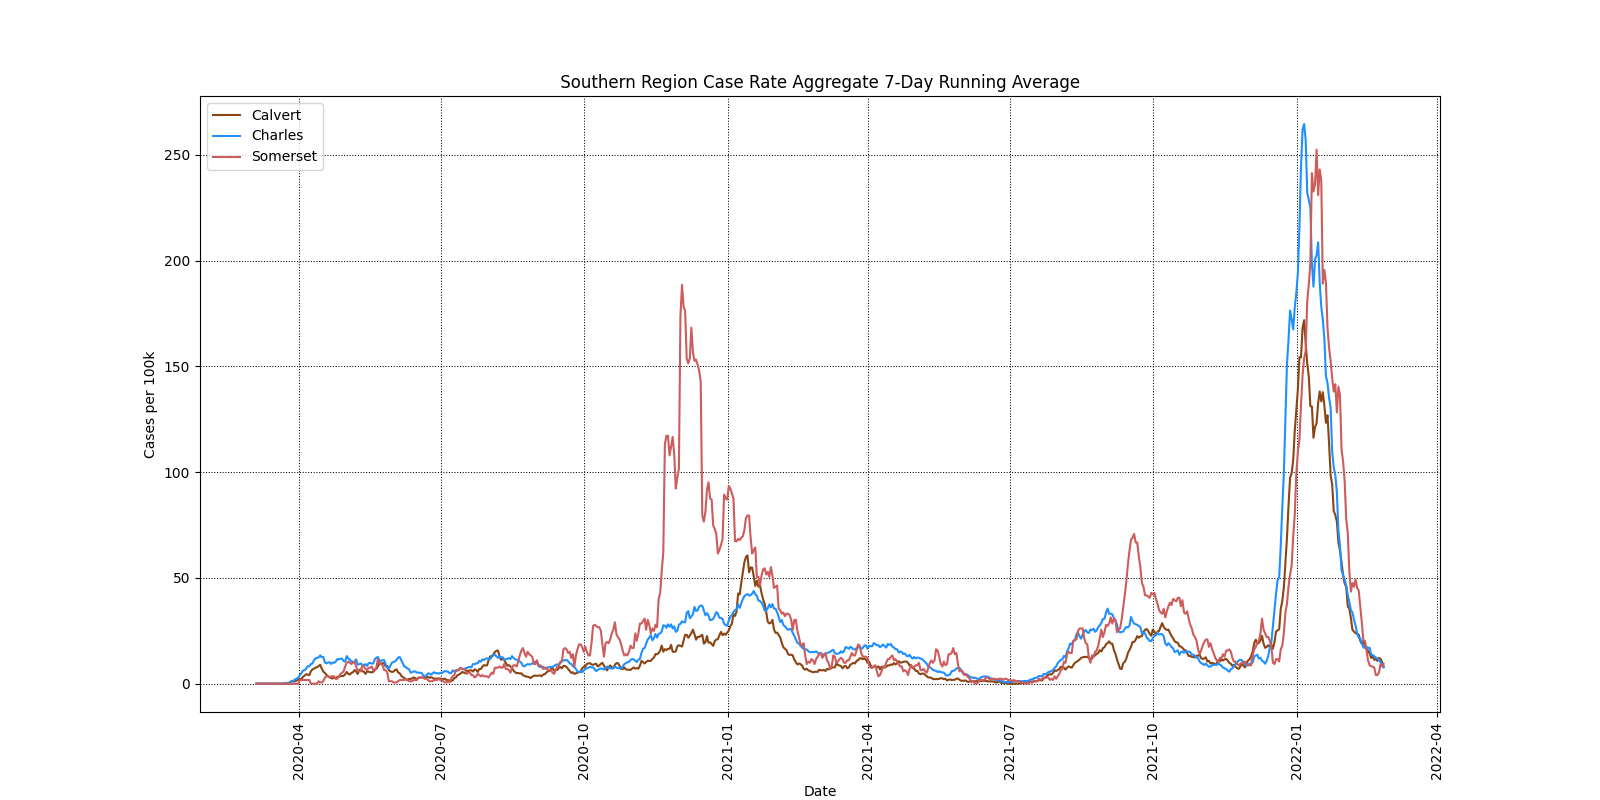 Southern Region Case Rate Aggregate 7-Day Running Average
Calvert
Charles
Somerset
250
200
150
100
50
0
Cases per 100k
2020-04
2020-07
2020-10
2021-01
2021-04
2021-07
2021-10
2022-01
2022-04
Date